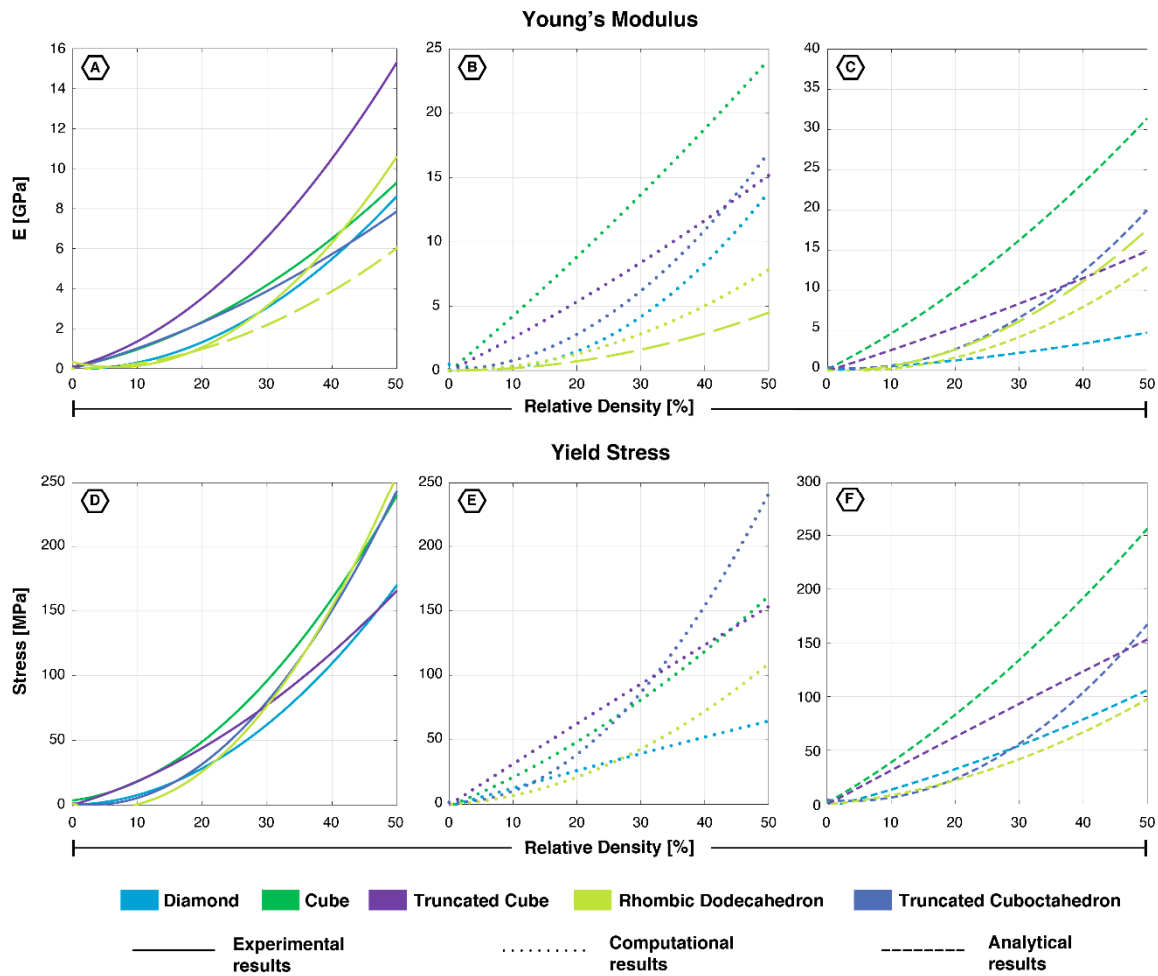 Young's Modulus
A
B
C
16
14
12
10
8
6
4
2
0
25
20
15
10
5
0
40
35
30
25
20
15
10
5
0
E [GPa]
0 10 20 30 40 50
0 10 20 30 40 50
0 10 20 30 40 50
Relative Density [%]
Yield Stress
D
E
F
250
200
150
100
50
0
250
200
150
100
50
0
300
250
200
150
100
50
0
Stress [MPa]
0 10 20 30 40 50
0 10 20 30 40 50
0 10 20 30 40 50
Relative Density [%]
Diamond
Cube
Truncated Cube
Rhombic Dodecahedron
Truncated Cuboctahedron
Experimental
results
Computational
results
Analytical
results